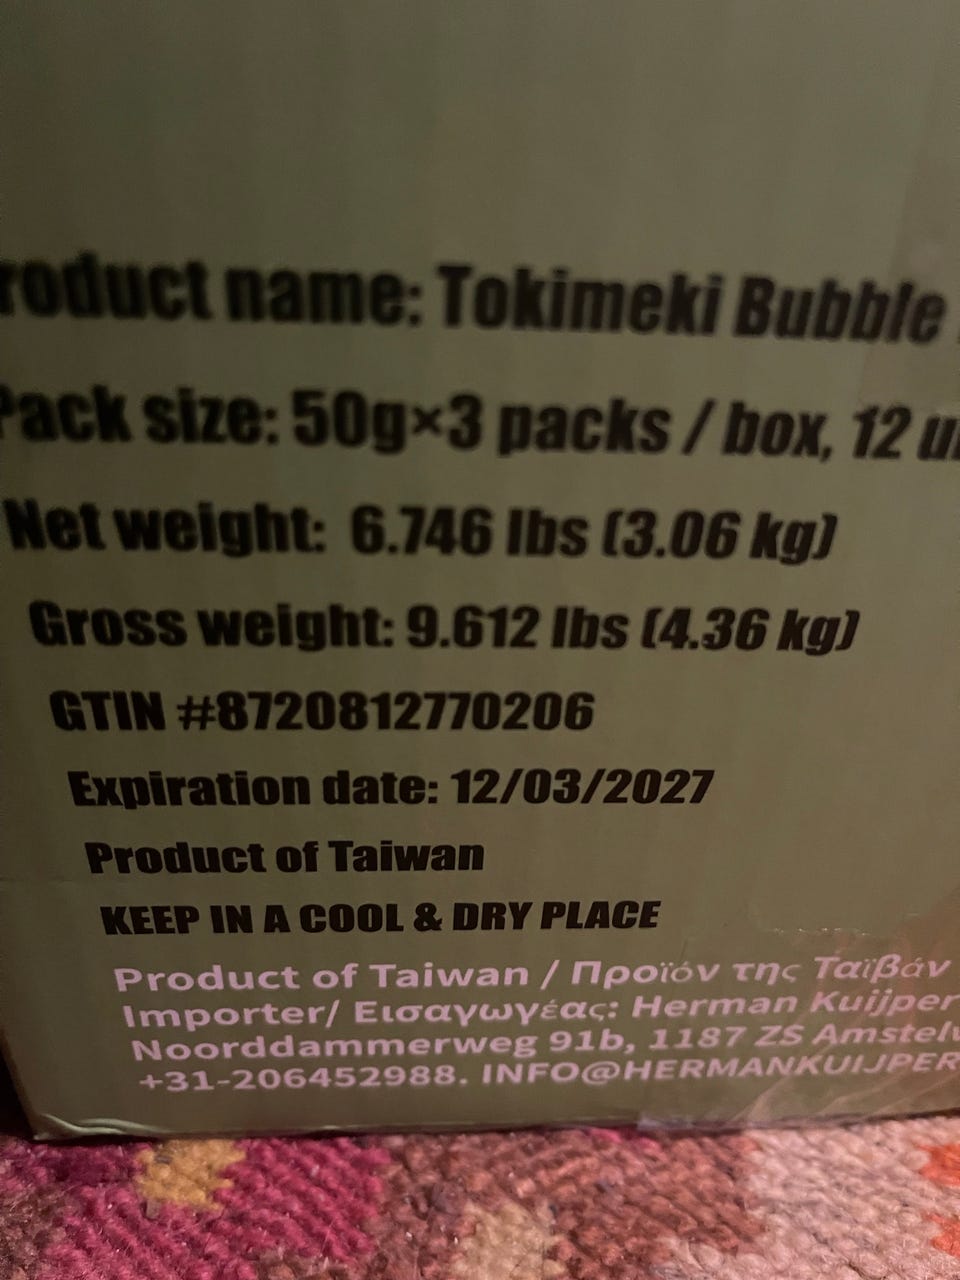 roduct name: Tokimeki Bubble
Pack size: 50g×3 packs / box, 12 u
Net weight: 6.746 lbs (3.06 kg)
Gross weight: 9.612 lbs (4.36 kg)
GTIN #8720812770206
Expiration date: 12/03/2027
Product of Taiwan
KEEP IN A COOL & DRY PLACE
Product of Taiwan / Προϊόν της Ταϊβάν
Importer/ Εισαγωγέας: Herman Kuijper
Noorddammerweg 91b, 1187 ZS Amstelv
+31-206452988. INFO@HERMANKUIJPER